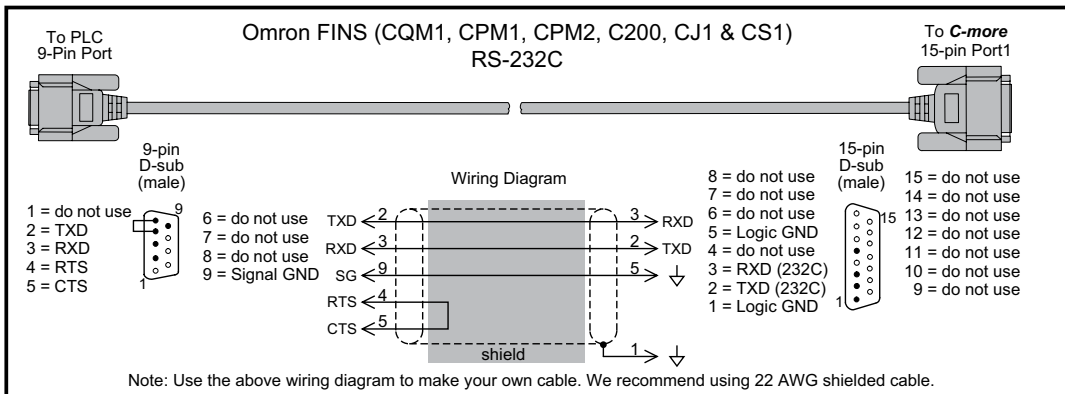 To PLC
9-Pin Port
Omron FINS (CQM1, CPM1, CPM2, C200, CJ1 & CS1)
RS-232C
To C-more
15-pin Port1
9-pin
D-sub
(male)
1 = do not use
2 = TXD
3 = RXD
4 = RTS
5 = CTS
9
1
6 = do not use
7 = do not use
8 = do not use
9 = Signal GND
Wiring Diagram
TXD 2 3 RXD
RXD 3 2 TXD
SG 9 5
RTS 4
CTS 5
shield
1
8 = do not use
7 = do not use
6 = do not use
5 = Logic GND
4 = do not use
3 = RXD (232C)
2 = TXD (232C)
1 = Logic GND
15-pin
D-sub
(male)
15
1
15 = do not use
14 = do not use
13 = do not use
12 = do not use
11 = do not use
10 = do not use
9 = do not use
Note: Use the above wiring diagram to make your own cable. We recommend using 22 AWG shielded cable.